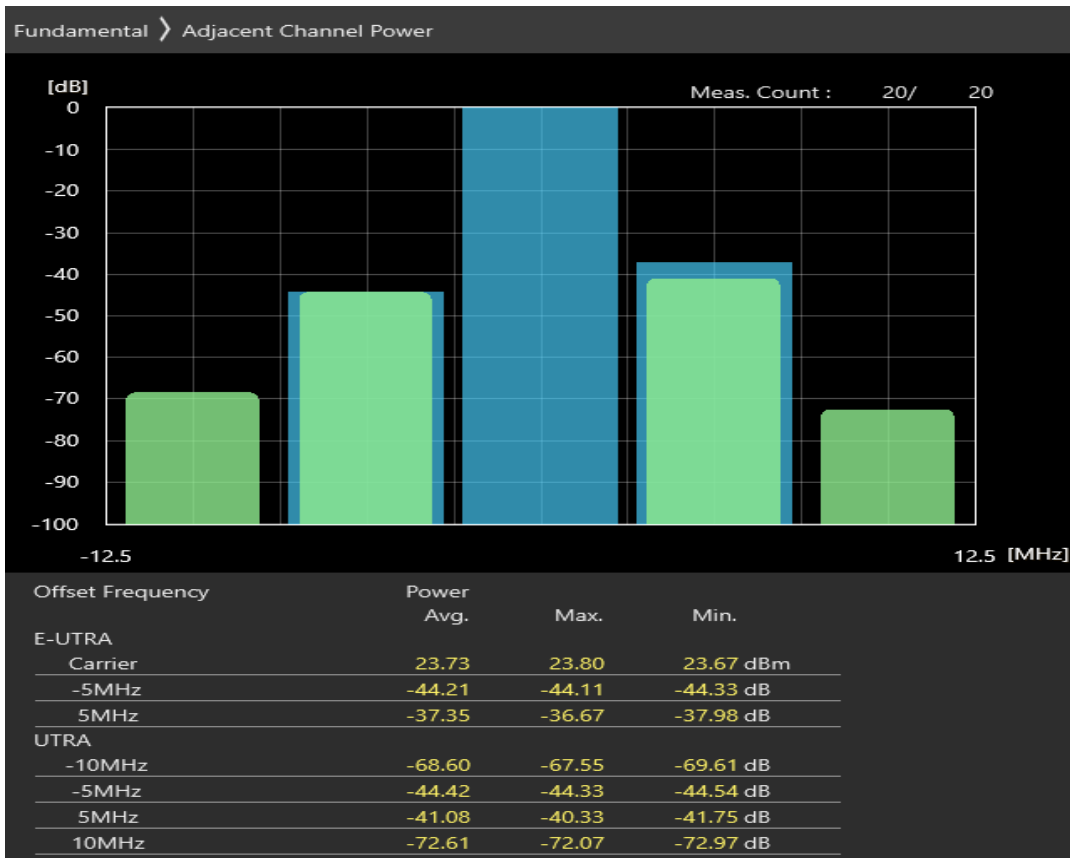 Fundamental 〉 Adjacent Channel Power
[dB]
Meas. Count : 20/ 20
0
-10
-20
-30
-40
-50
-60
-70
-80
-90
-100
-12.5 12.5 [MHz]
Offset Frequency Power
Avg. Max. Min.
E-UTRA
Carrier 23.73 23.80 23.67 dBm
-5MHz -44.21 -44.11 -44.33 dB
5MHz -37.35 -36.67 -37.98 dB
UTRA
-10MHz -68.60 -67.55 -69.61 dB
-5MHz -44.42 -44.33 -44.54 dB
5MHz -41.08 -40.33 -41.75 dB
10MHz -72.61 -72.07 -72.97 dB